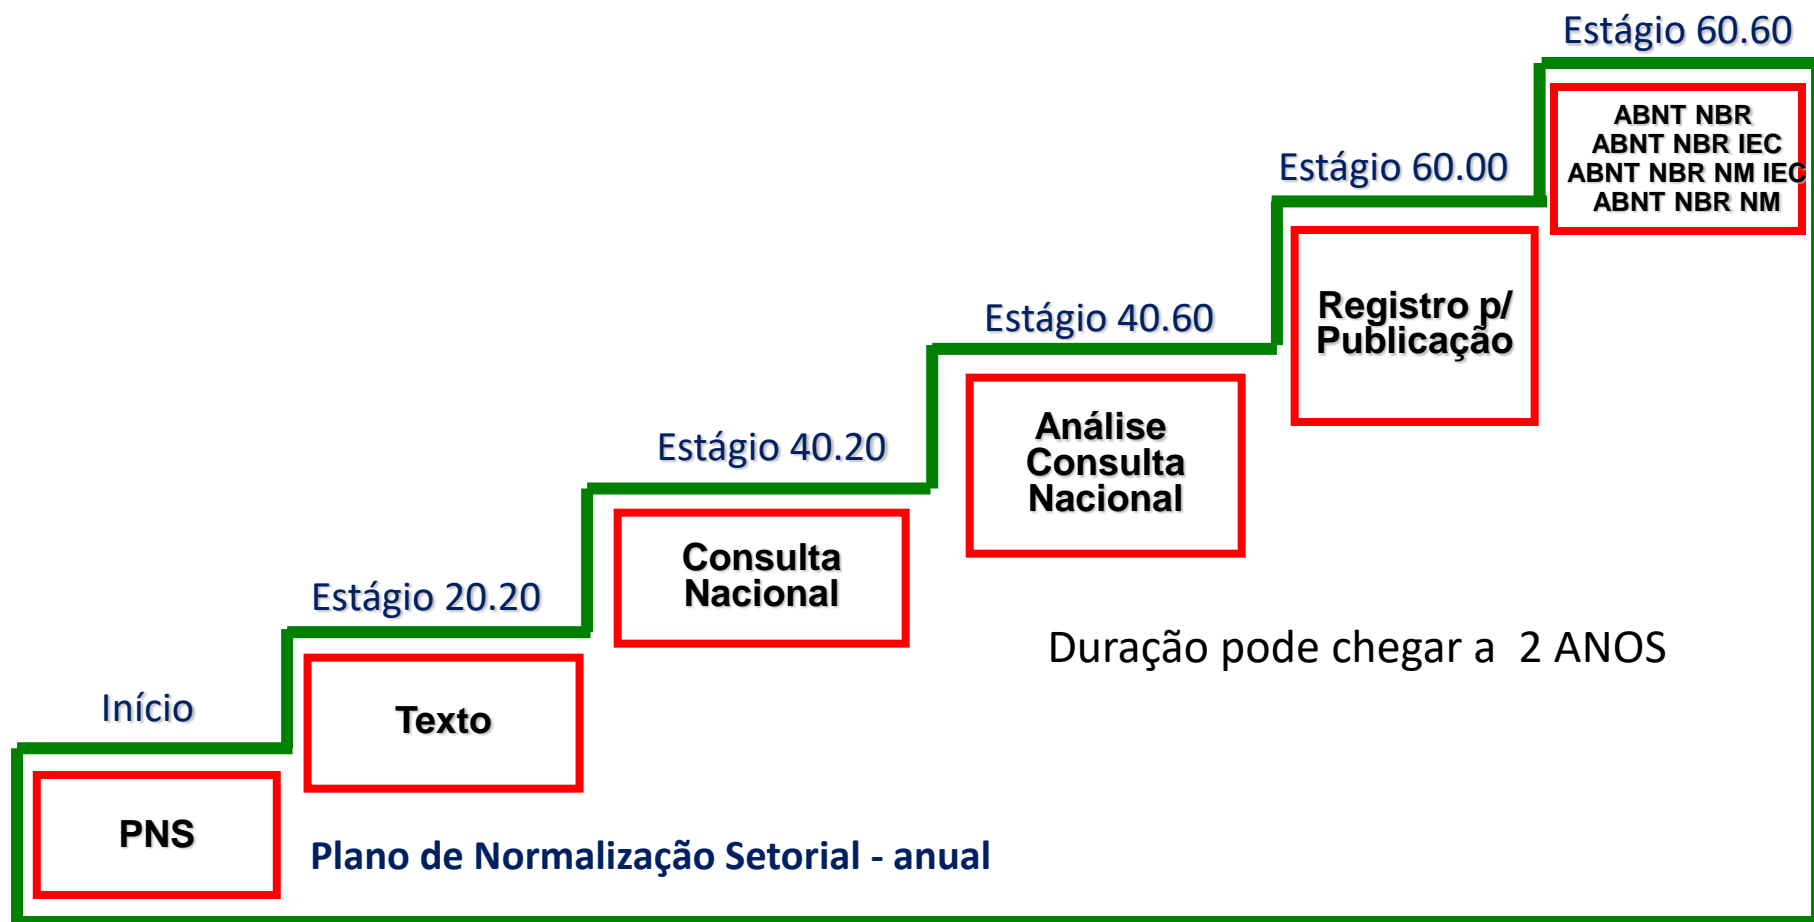 Estágio 60.60
ABNT NBR
ABNT NBR IEC
ABNT NBR NM IEC
ABNT NBR NM
Estágio 60.00
Registro p/
Publicação
Estágio 40.60
Análise
Consulta
Nacional
Estágio 40.20
Consulta
Nacional
Estágio 20.20
Texto
Duração pode chegar a  2 ANOS
Início
PNS
Plano de Normalização Setorial - anual